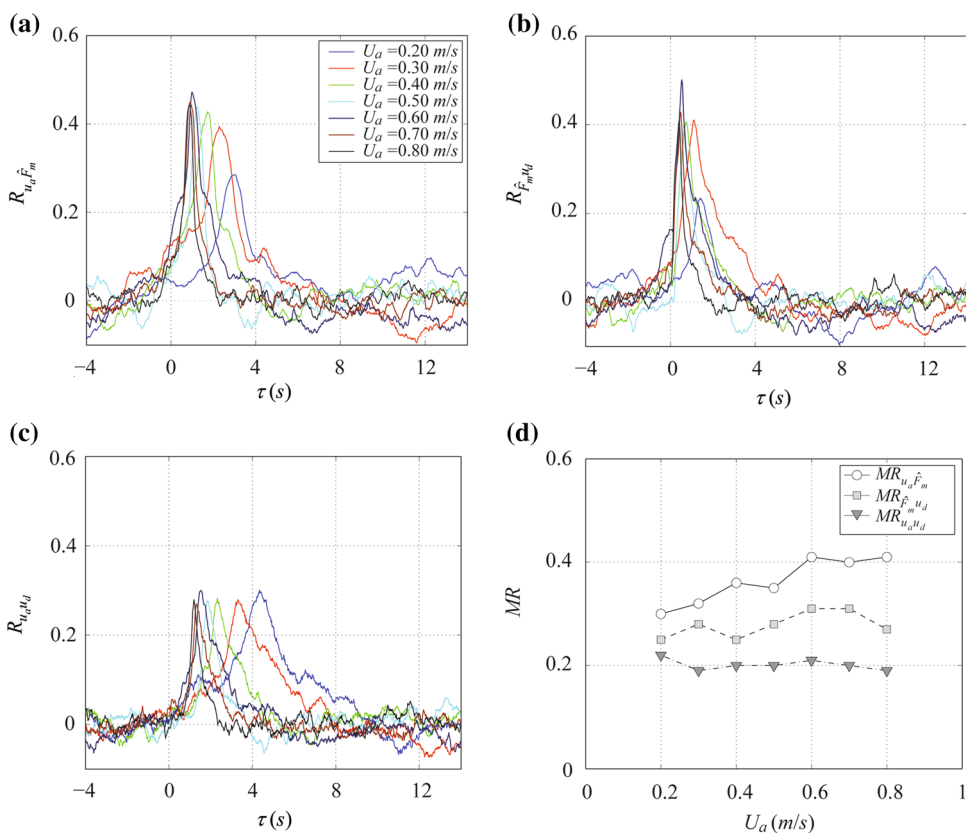 (a)
0.6
0.4
0.2
0
R_{u_a F̂_m}
−4 0 4 8 12
τ(s)
U_a =0.20 m/s
U_a =0.30 m/s
U_a =0.40 m/s
U_a =0.50 m/s
U_a =0.60 m/s
U_a =0.70 m/s
U_a =0.80 m/s
(b)
0.6
0.4
0.2
0
R_{F̂_m u_d}
−4 0 4 8 12
τ(s)
(c)
0.6
0.4
0.2
0
R_{u_a u_d}
−4 0 4 8 12
τ(s)
(d)
0.6
0.4
0.2
0
MR
0 0.2 0.4 0.6 0.8 1
U_a (m/s)
MR_{u_a F̂_m}
MR_{F̂_m u_d}
MR_{u_a u_d}